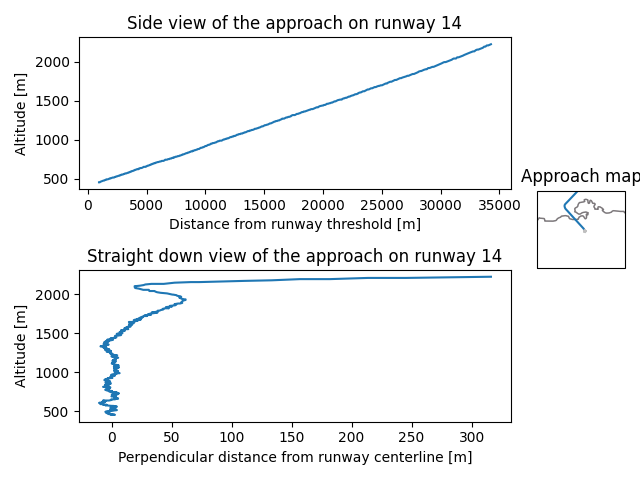 Side view of the approach on runway 14
Altitude [m]
2000
1500
1000
500
0 5000 10000 15000 20000 25000 30000 35000
Distance from runway threshold [m]
Approach map
Straight down view of the approach on runway 14
Altitude [m]
2000
1500
1000
500
0 50 100 150 200 250 300
Perpendicular distance from runway centerline [m]